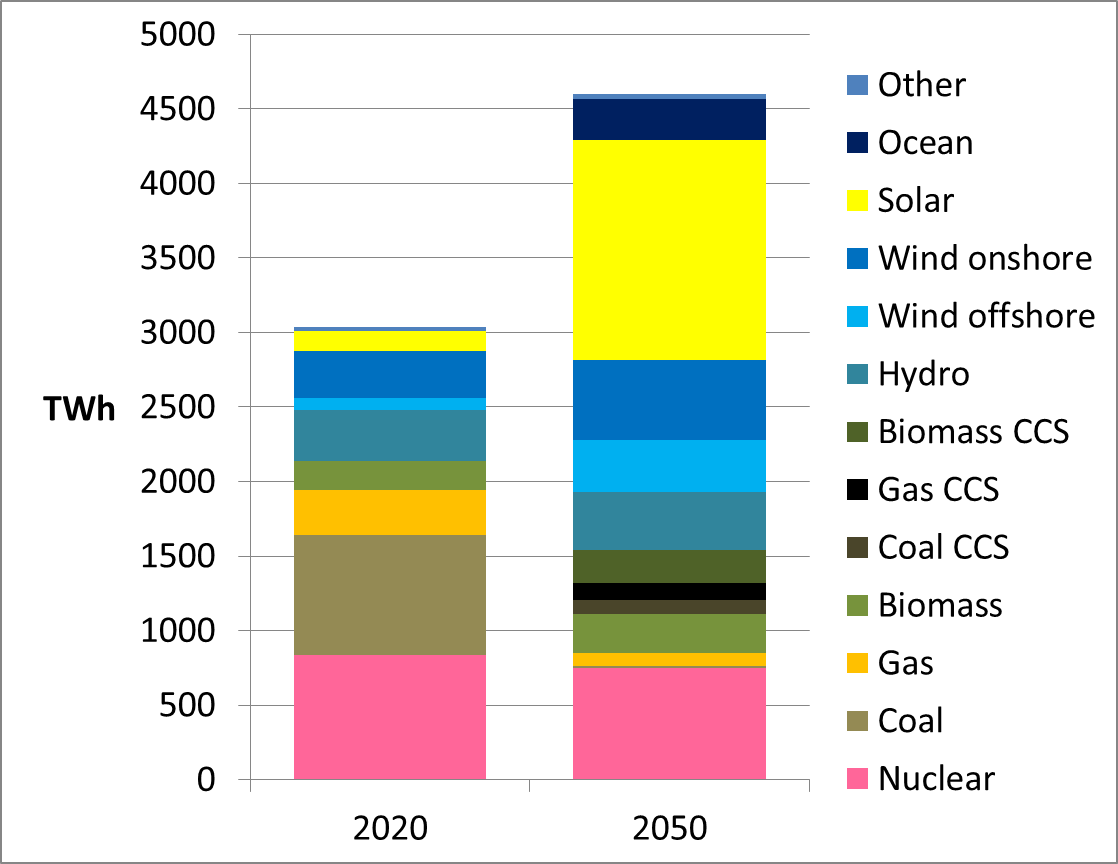 5000
4500
4000
3500
3000
2500
2000
1500
1000
500
0
TWh
2020
2050
Other
Ocean
Solar
Wind onshore
Wind offshore
Hydro
Biomass CCS
Gas CCS
Coal CCS
Biomass
Gas
Coal
Nuclear